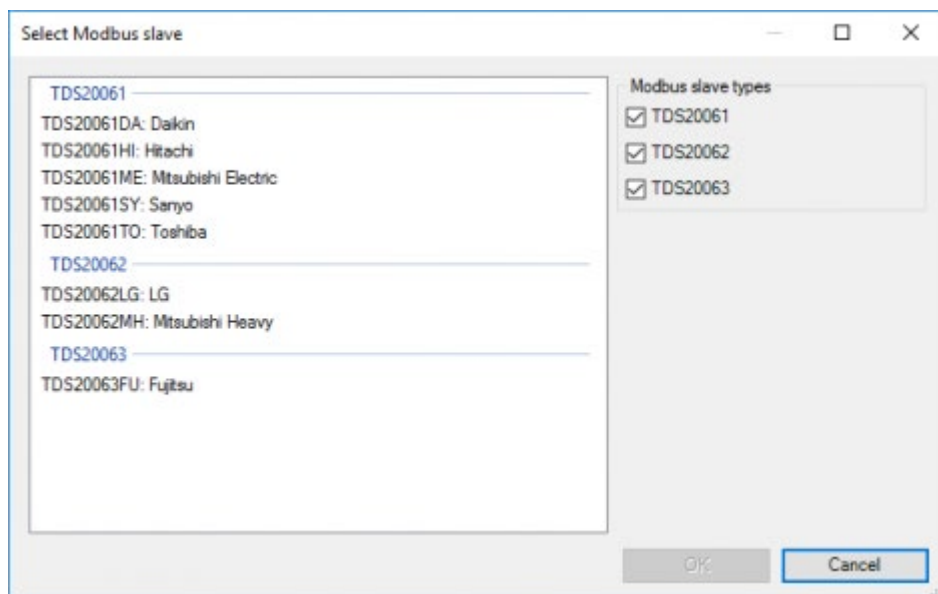 Select Modbus slave
TDS20061
TDS20061DA: Daikin
TDS20061HI: Hitachi
TDS20061ME: Mitsubishi Electric
TDS20061SY: Sanyo
TDS20061TO: Toshiba
TDS20062
TDS20062LG: LG
TDS20062MH: Mitsubishi Heavy
TDS20063
TDS20063FU: Fujitsu
Modbus slave types
TDS20061
TDS20062
TDS20063
OK
Cancel